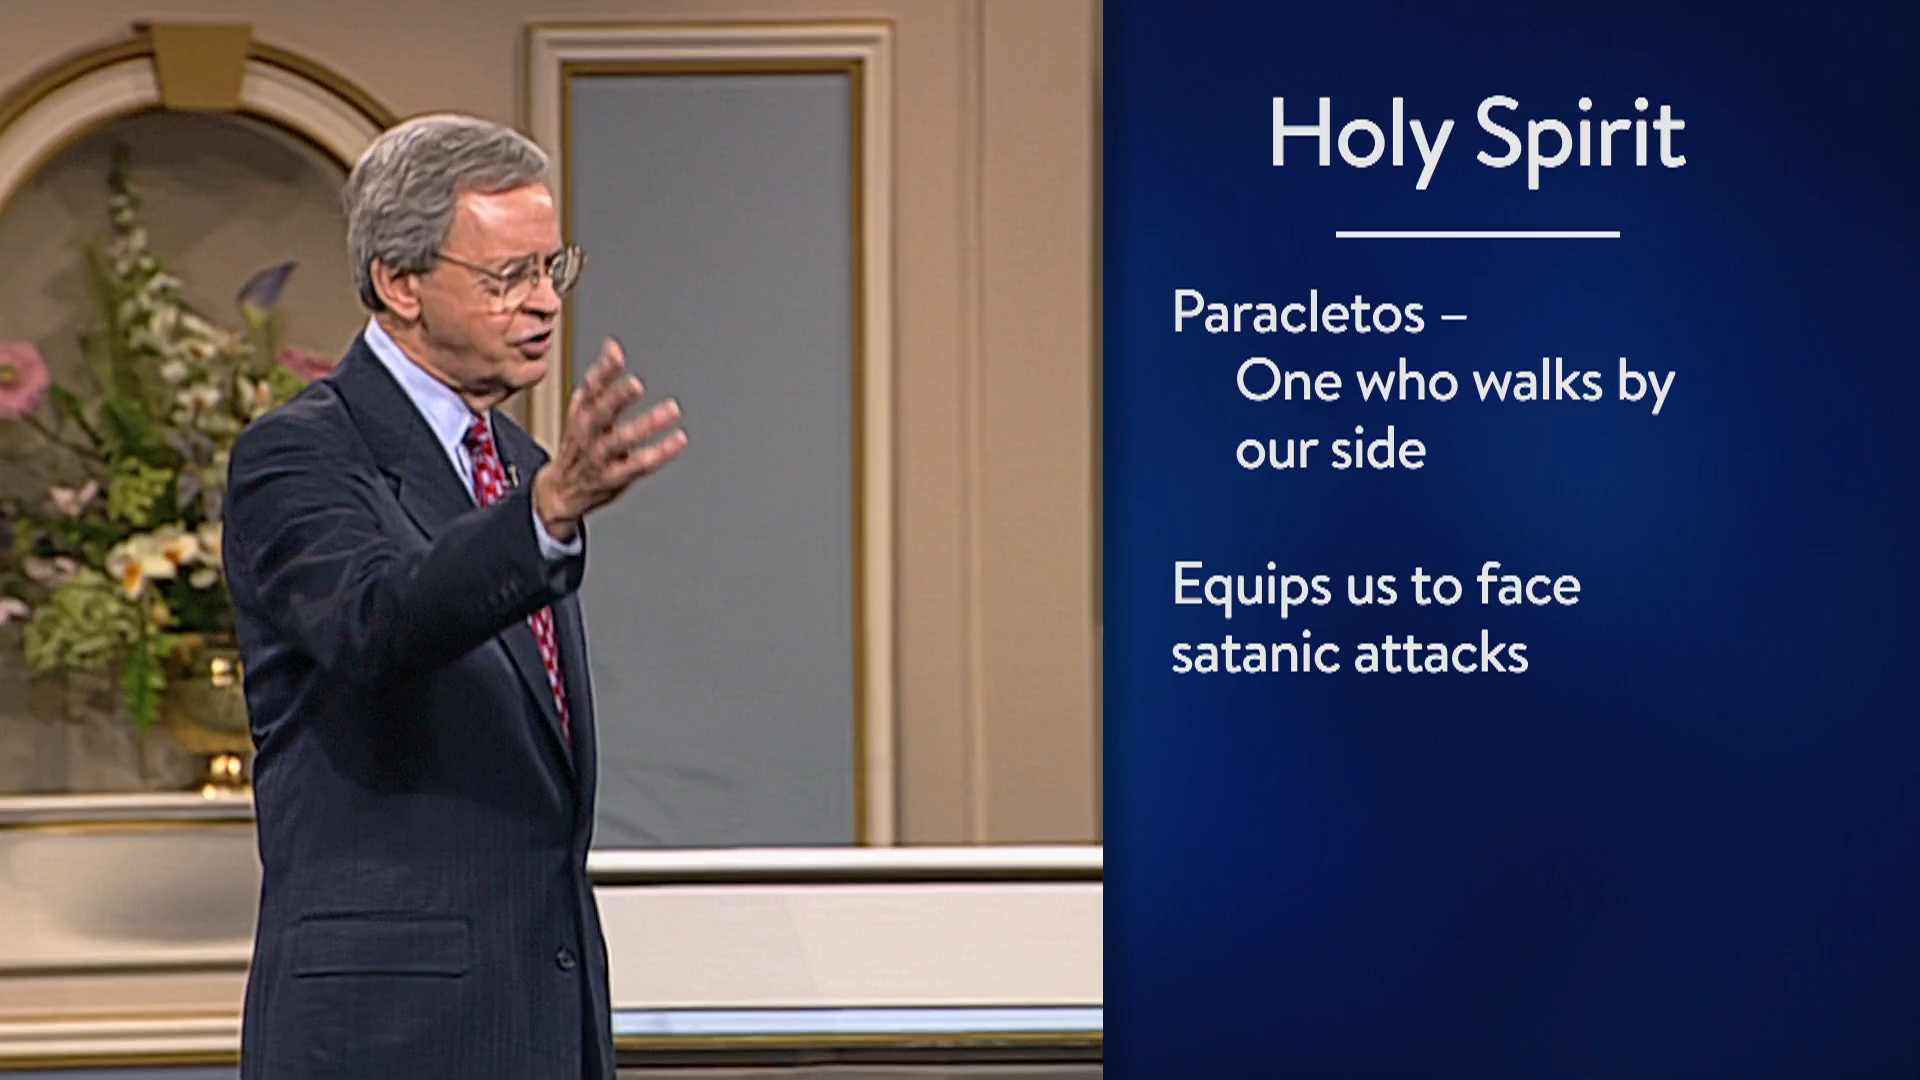 Holy Spirit
Paracletos –
One who walks by
our side
Equips us to face
satanic attacks